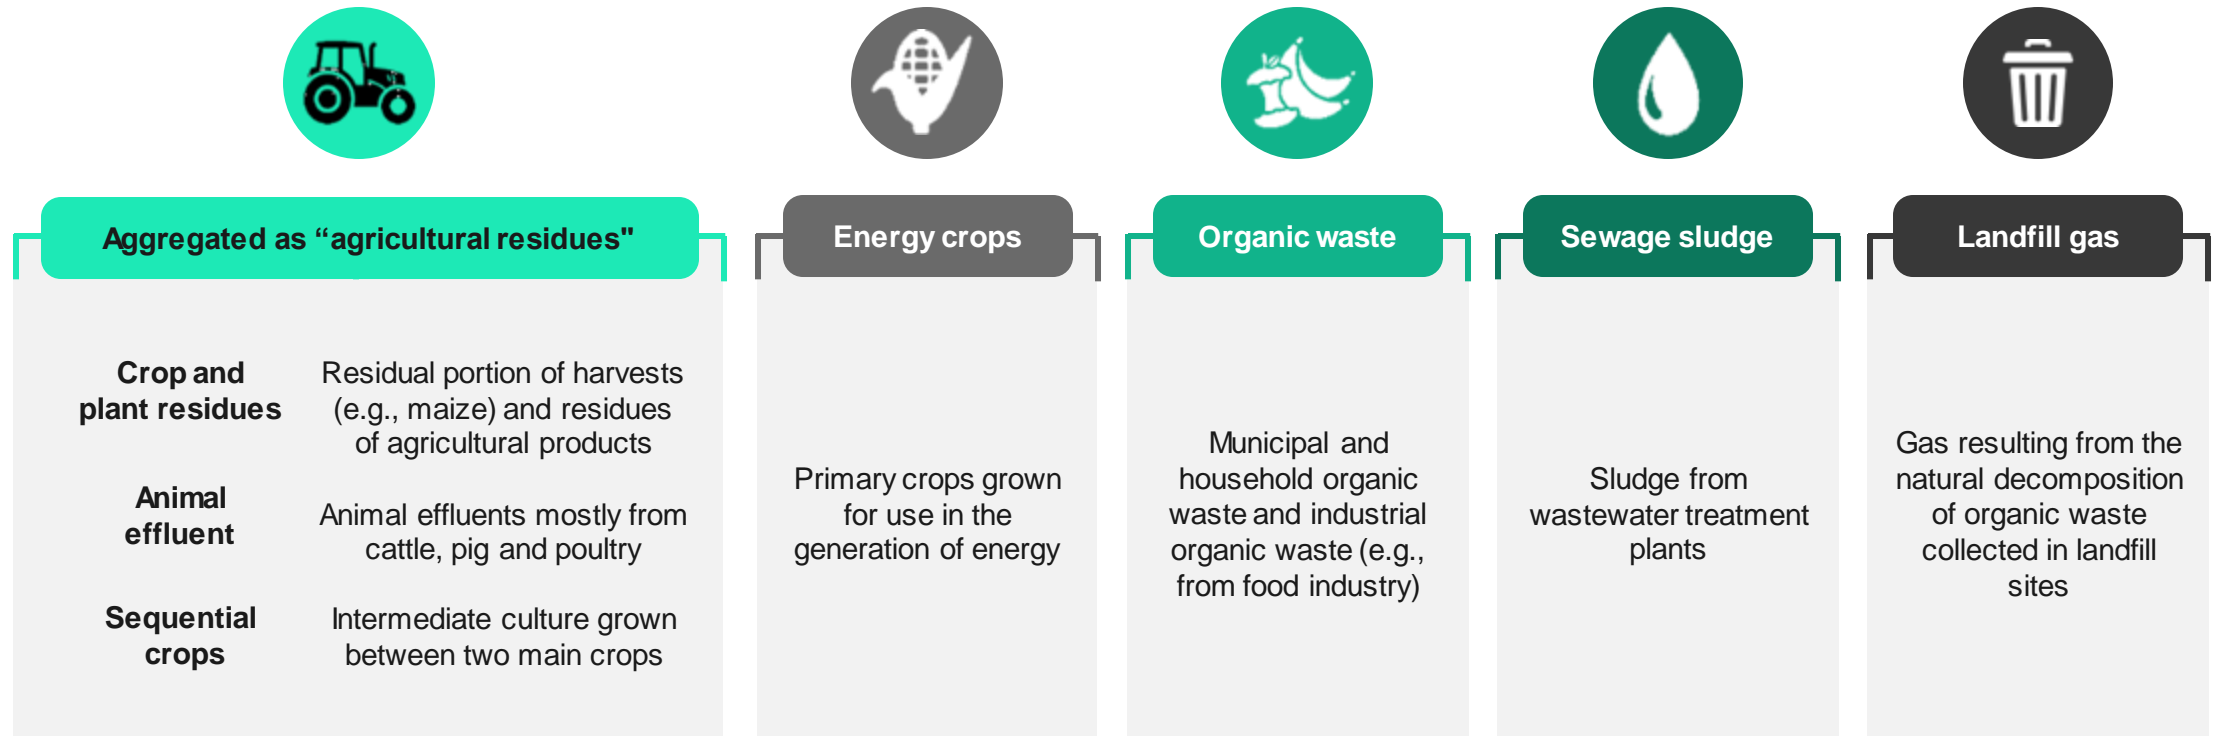 Aggregated as “agricultural residues"
Crop and
plant residues
Residual portion of harvests
(e.g., maize) and residues
of agricultural products
Animal
effluent
Animal effluents mostly from
cattle, pig and poultry
Sequential
crops
Intermediate culture grown
between two main crops
Energy crops
Primary crops grown
for use in the
generation of energy
Organic waste
Municipal and
household organic
waste and industrial
organic waste (e.g.,
from food industry)
Sewage sludge
Sludge from
wastewater treatment
plants
Landfill gas
Gas resulting from the
natural decomposition
of organic waste
collected in landfill
sites